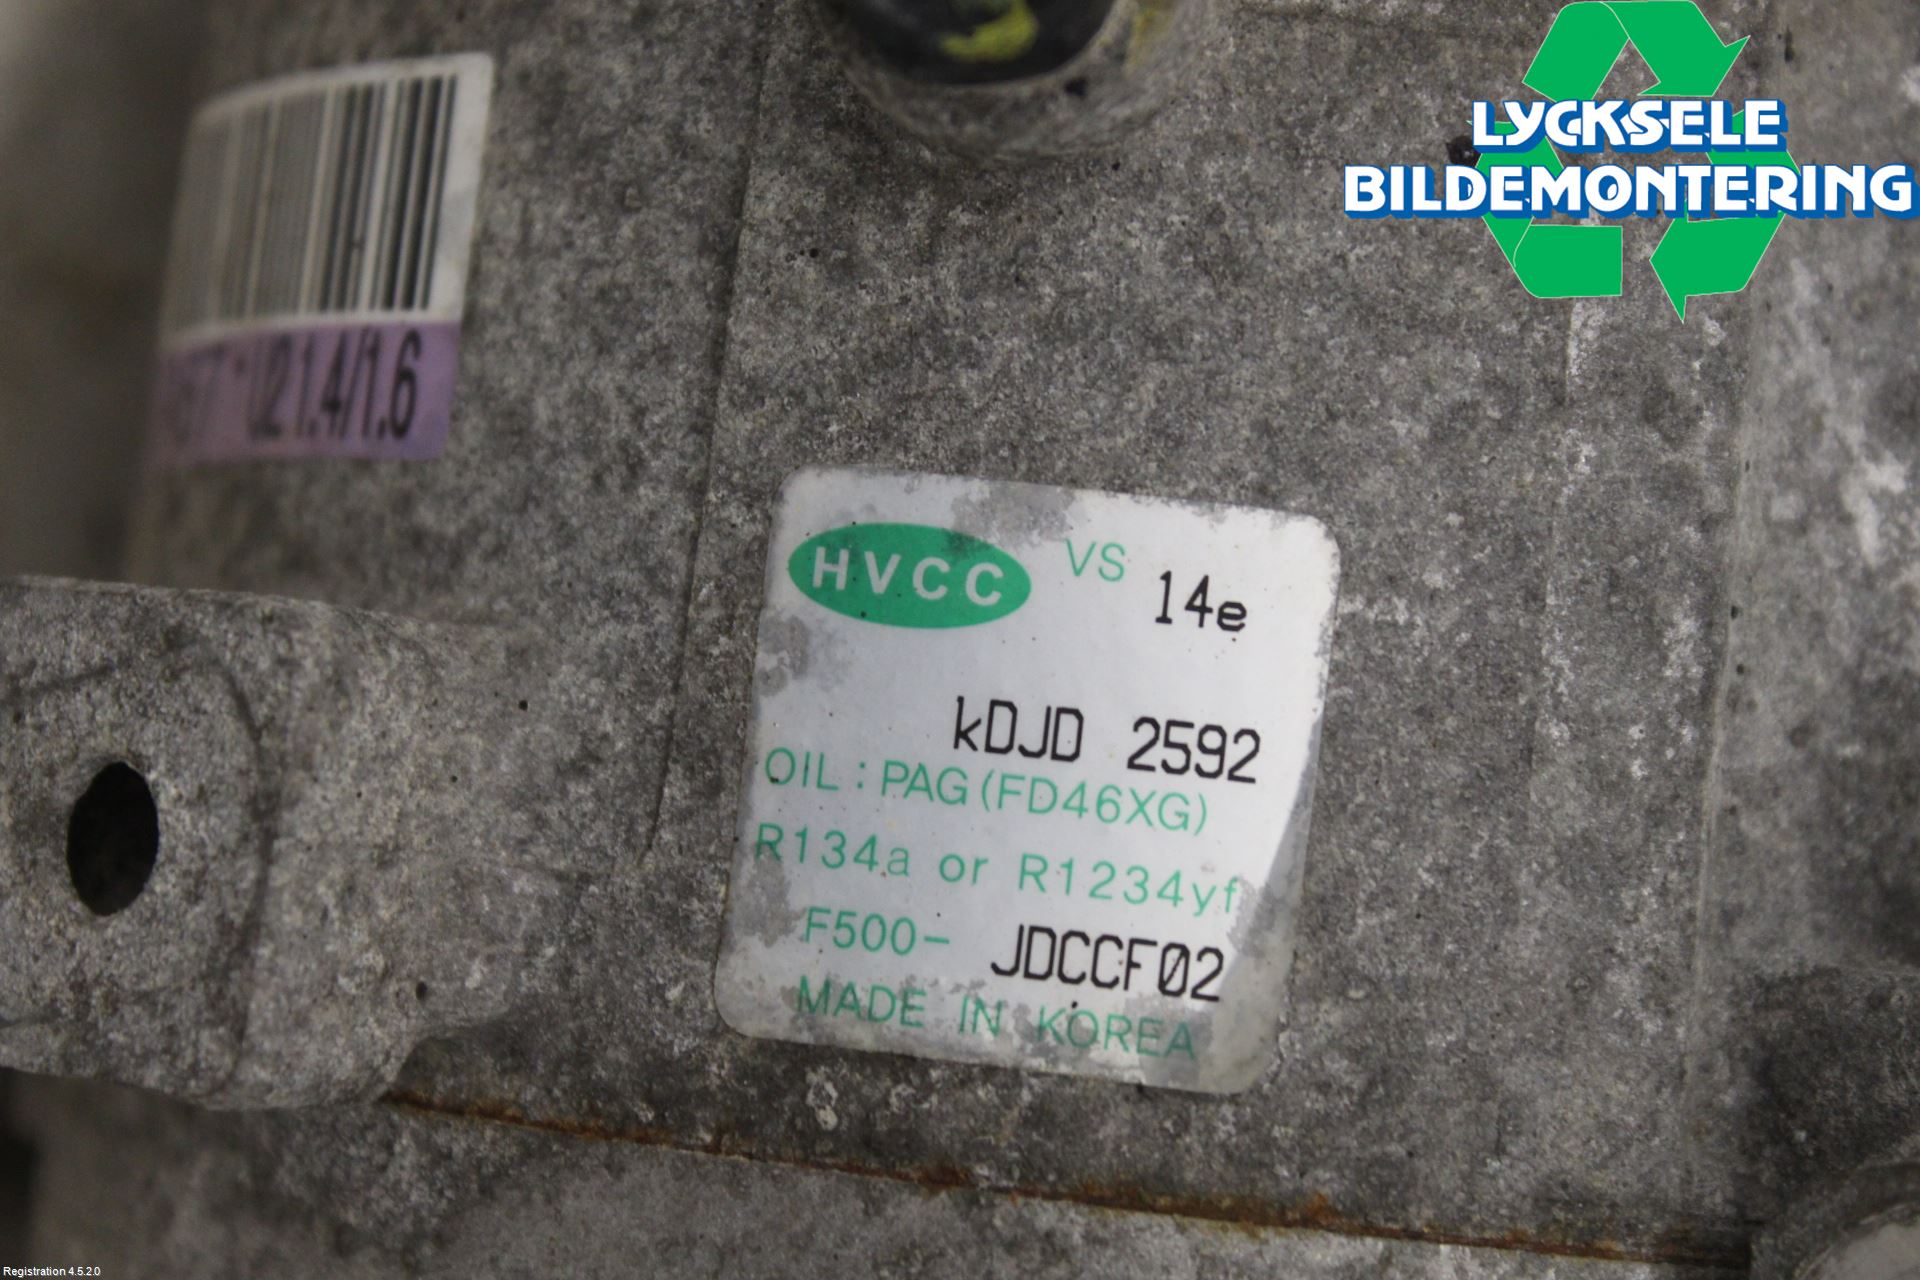 LYCKSELE
BILDEMONTERING
U2 1.4/1.6
HVCC VS 14e
kDJD 2592
OIL : PAG (FD46XG)
R134a or R1234yf
F500- JDCCF02
MADE IN KOREA
Registration 4.5.2.0